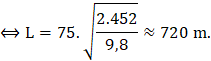 ⇔ L = 75. √(2.452/9,8) ≈ 720 m.